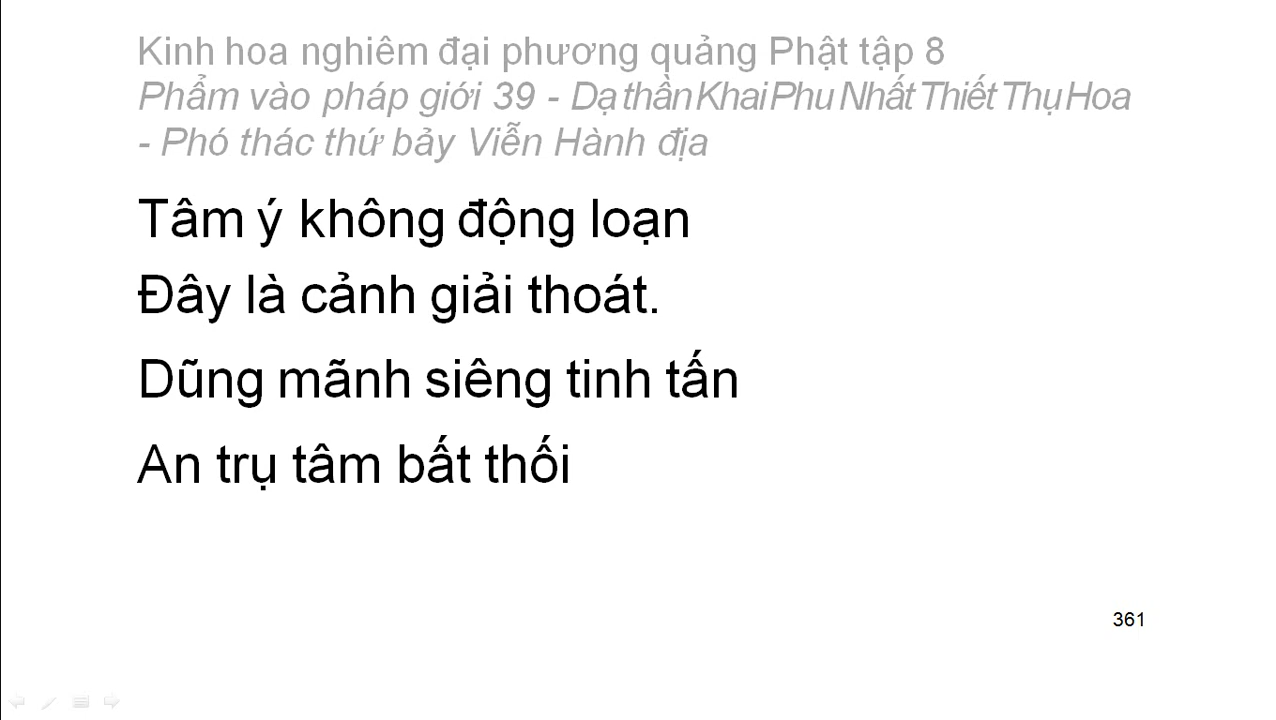 Kinh hoa nghiêm đại phương quảng Phật tập 8
Phẩm vào pháp giới 39 - Dạ thần Khai Phu Nhất Thiết Thụ Hoa
- Phó thác thứ bảy Viễn Hành địa
Tâm ý không động loạn
Đây là cảnh giải thoát.
Dũng mãnh siêng tinh tấn
An trụ tâm bất thối
361